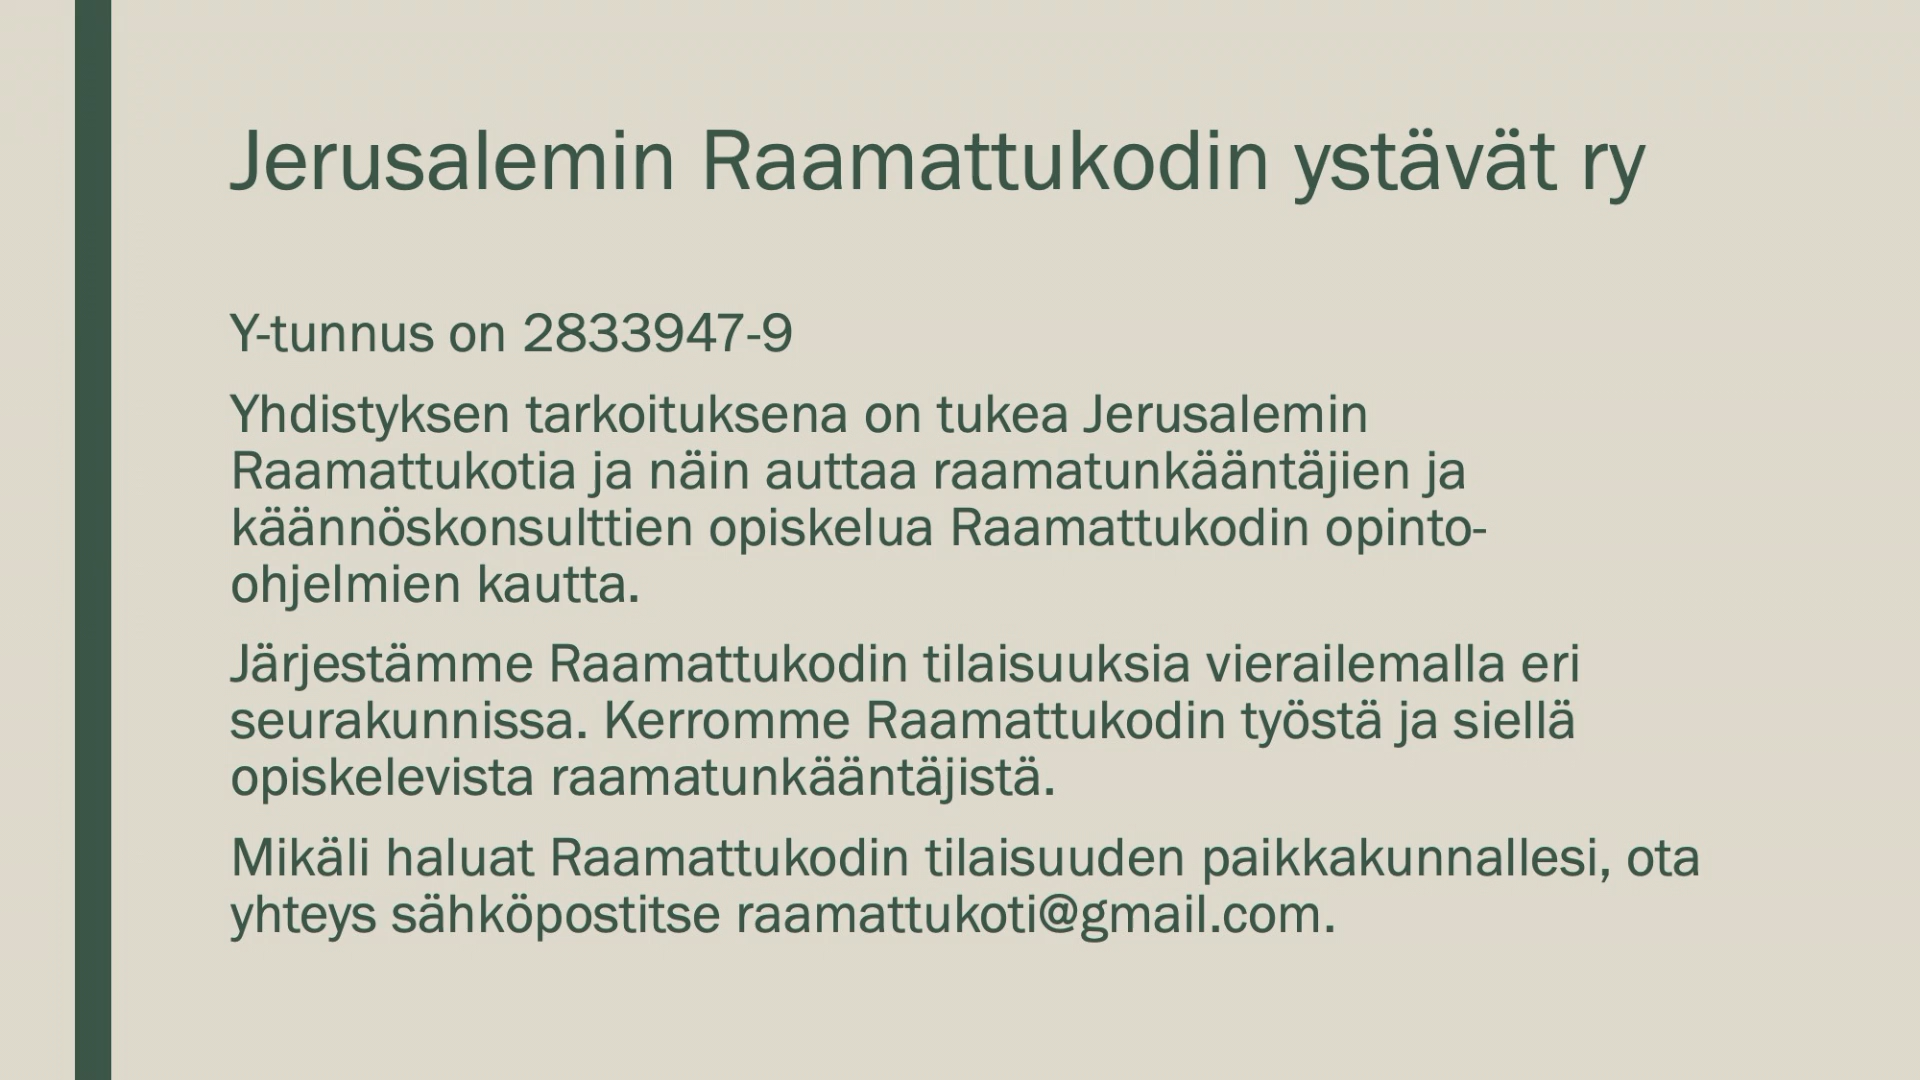 Jerusalemin Raamattukodin ystävät ry
Y-tunnus on 2833947-9
Yhdistyksen tarkoituksena on tukea Jerusalemin
Raamattukotia ja näin auttaa raamatunkääntäjien ja
käännöskonsulttien opiskelua Raamattukodin opinto-
ohjelmien kautta.
Järjestämme Raamattukodin tilaisuuksia vierailemalla eri
seurakunnissa. Kerromme Raamattukodin työstä ja siellä
opiskelevista raamatunkääntäjistä.
Mikäli haluat Raamattukodin tilaisuuden paikkakunnallesi, ota
yhteys sähköpostitse raamattukoti@gmail.com.